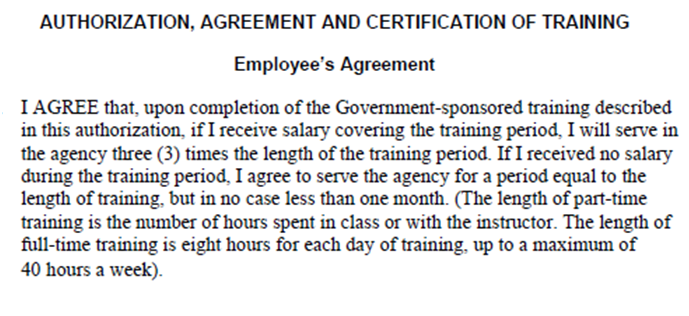 AUTHORIZATION, AGREEMENT AND CERTIFICATION OF TRAINING
Employee's Agreement
I AGREE that, upon completion of the Government-sponsored training described
in this authorization, if I receive salary covering the training period, I will serve in
the agency three (3) times the length of the training period. If I received no salary
during the training period, I agree to serve the agency for a period equal to the
length of training, but in no case less than one month. (The length of part-time
training is the number of hours spent in class or with the instructor. The length of
full-time training is eight hours for each day of training, up to a maximum of
40 hours a week).